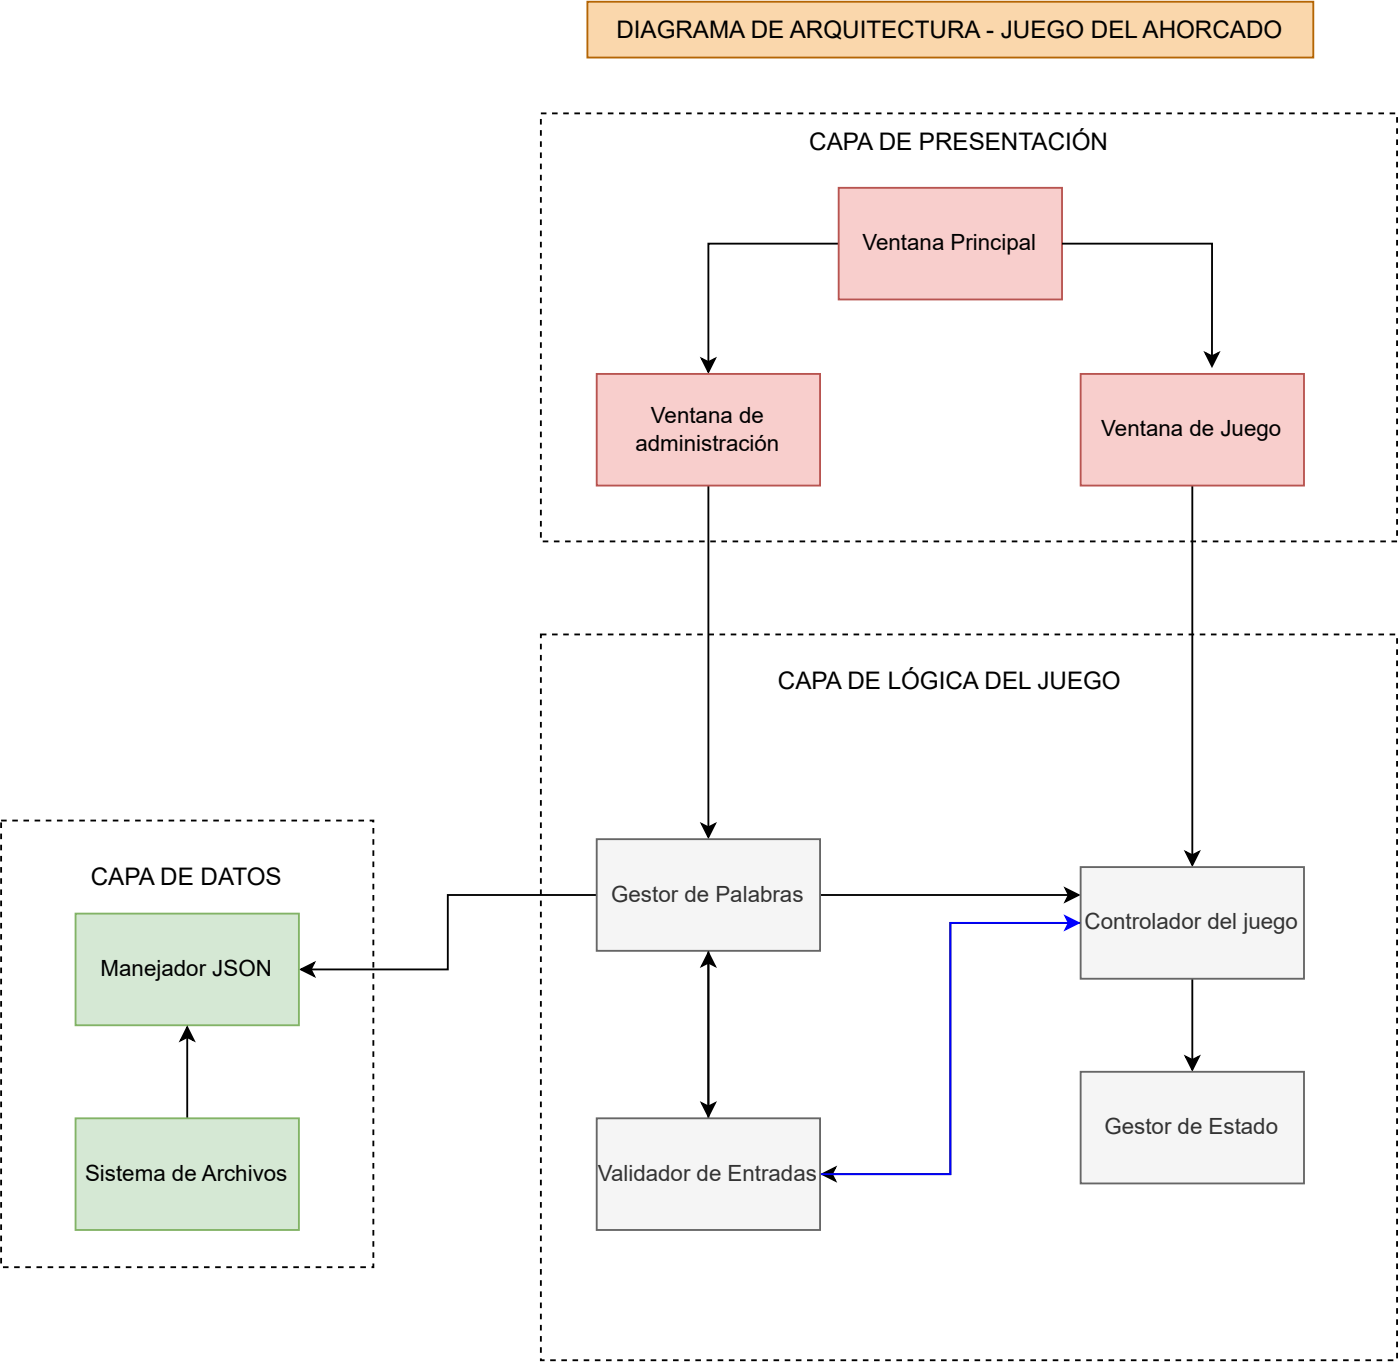 DIAGRAMA DE ARQUITECTURA - JUEGO DEL AHORCADO
CAPA DE PRESENTACIÓN
Ventana Principal
Ventana de
administración
Ventana de Juego
CAPA DE LÓGICA DEL JUEGO
Gestor de Palabras
Controlador del juego
Validador de Entradas
Gestor de Estado
CAPA DE DATOS
Manejador JSON
Sistema de Archivos